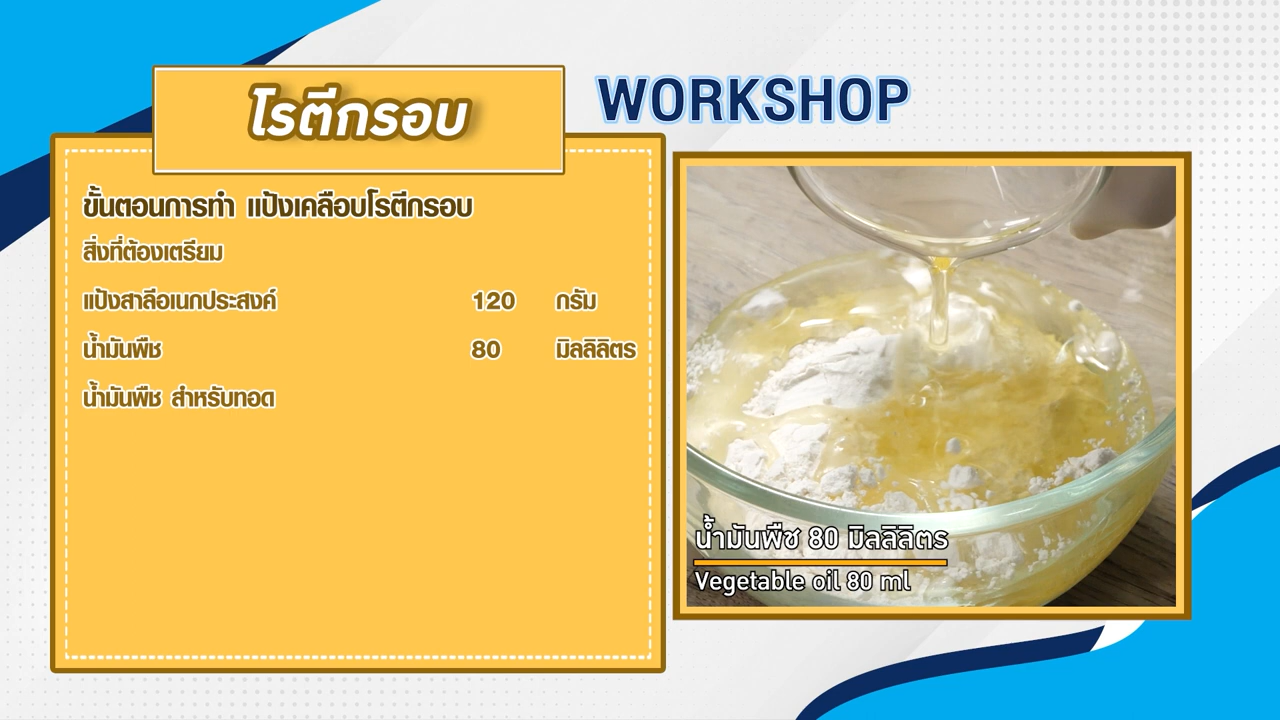 โรตีกรอบ
WORKSHOP
ขั้นตอนการทำ แป้งเคลือบโรตีกรอบ
สิ่งที่ต้องเตรียม
แป้งสาลีอเนกประสงค์ 120 กรัม
น้ำมันพืช 80 มิลลิลิตร
น้ำมันพืช สำหรับทอด
น้ำมันพืช 80 มิลลิลิตร
Vegetable oil 80 ml